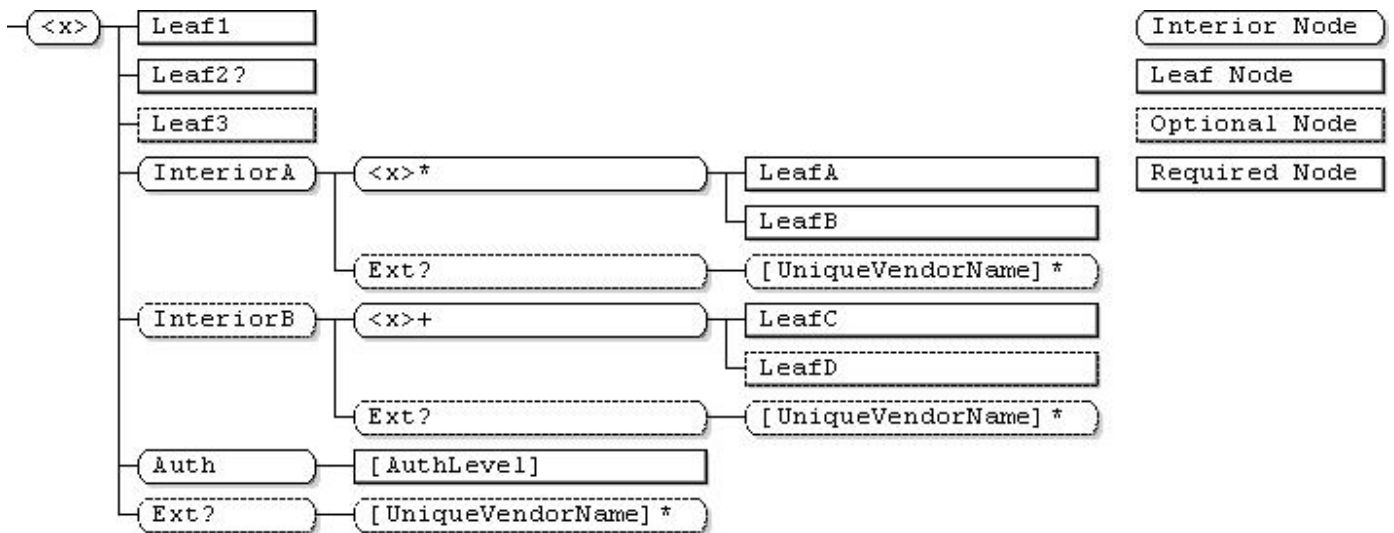 <x> Leaf1 Interior Node
Leaf2? Leaf Node
Leaf3 Optional Node
InteriorA <x>* LeafA Required Node
LeafB
Ext? [UniqueVendorName]*
InteriorB <x>+ LeafC
LeafD
Ext? [UniqueVendorName]*
Auth [AuthLevel]
Ext? [UniqueVendorName]*